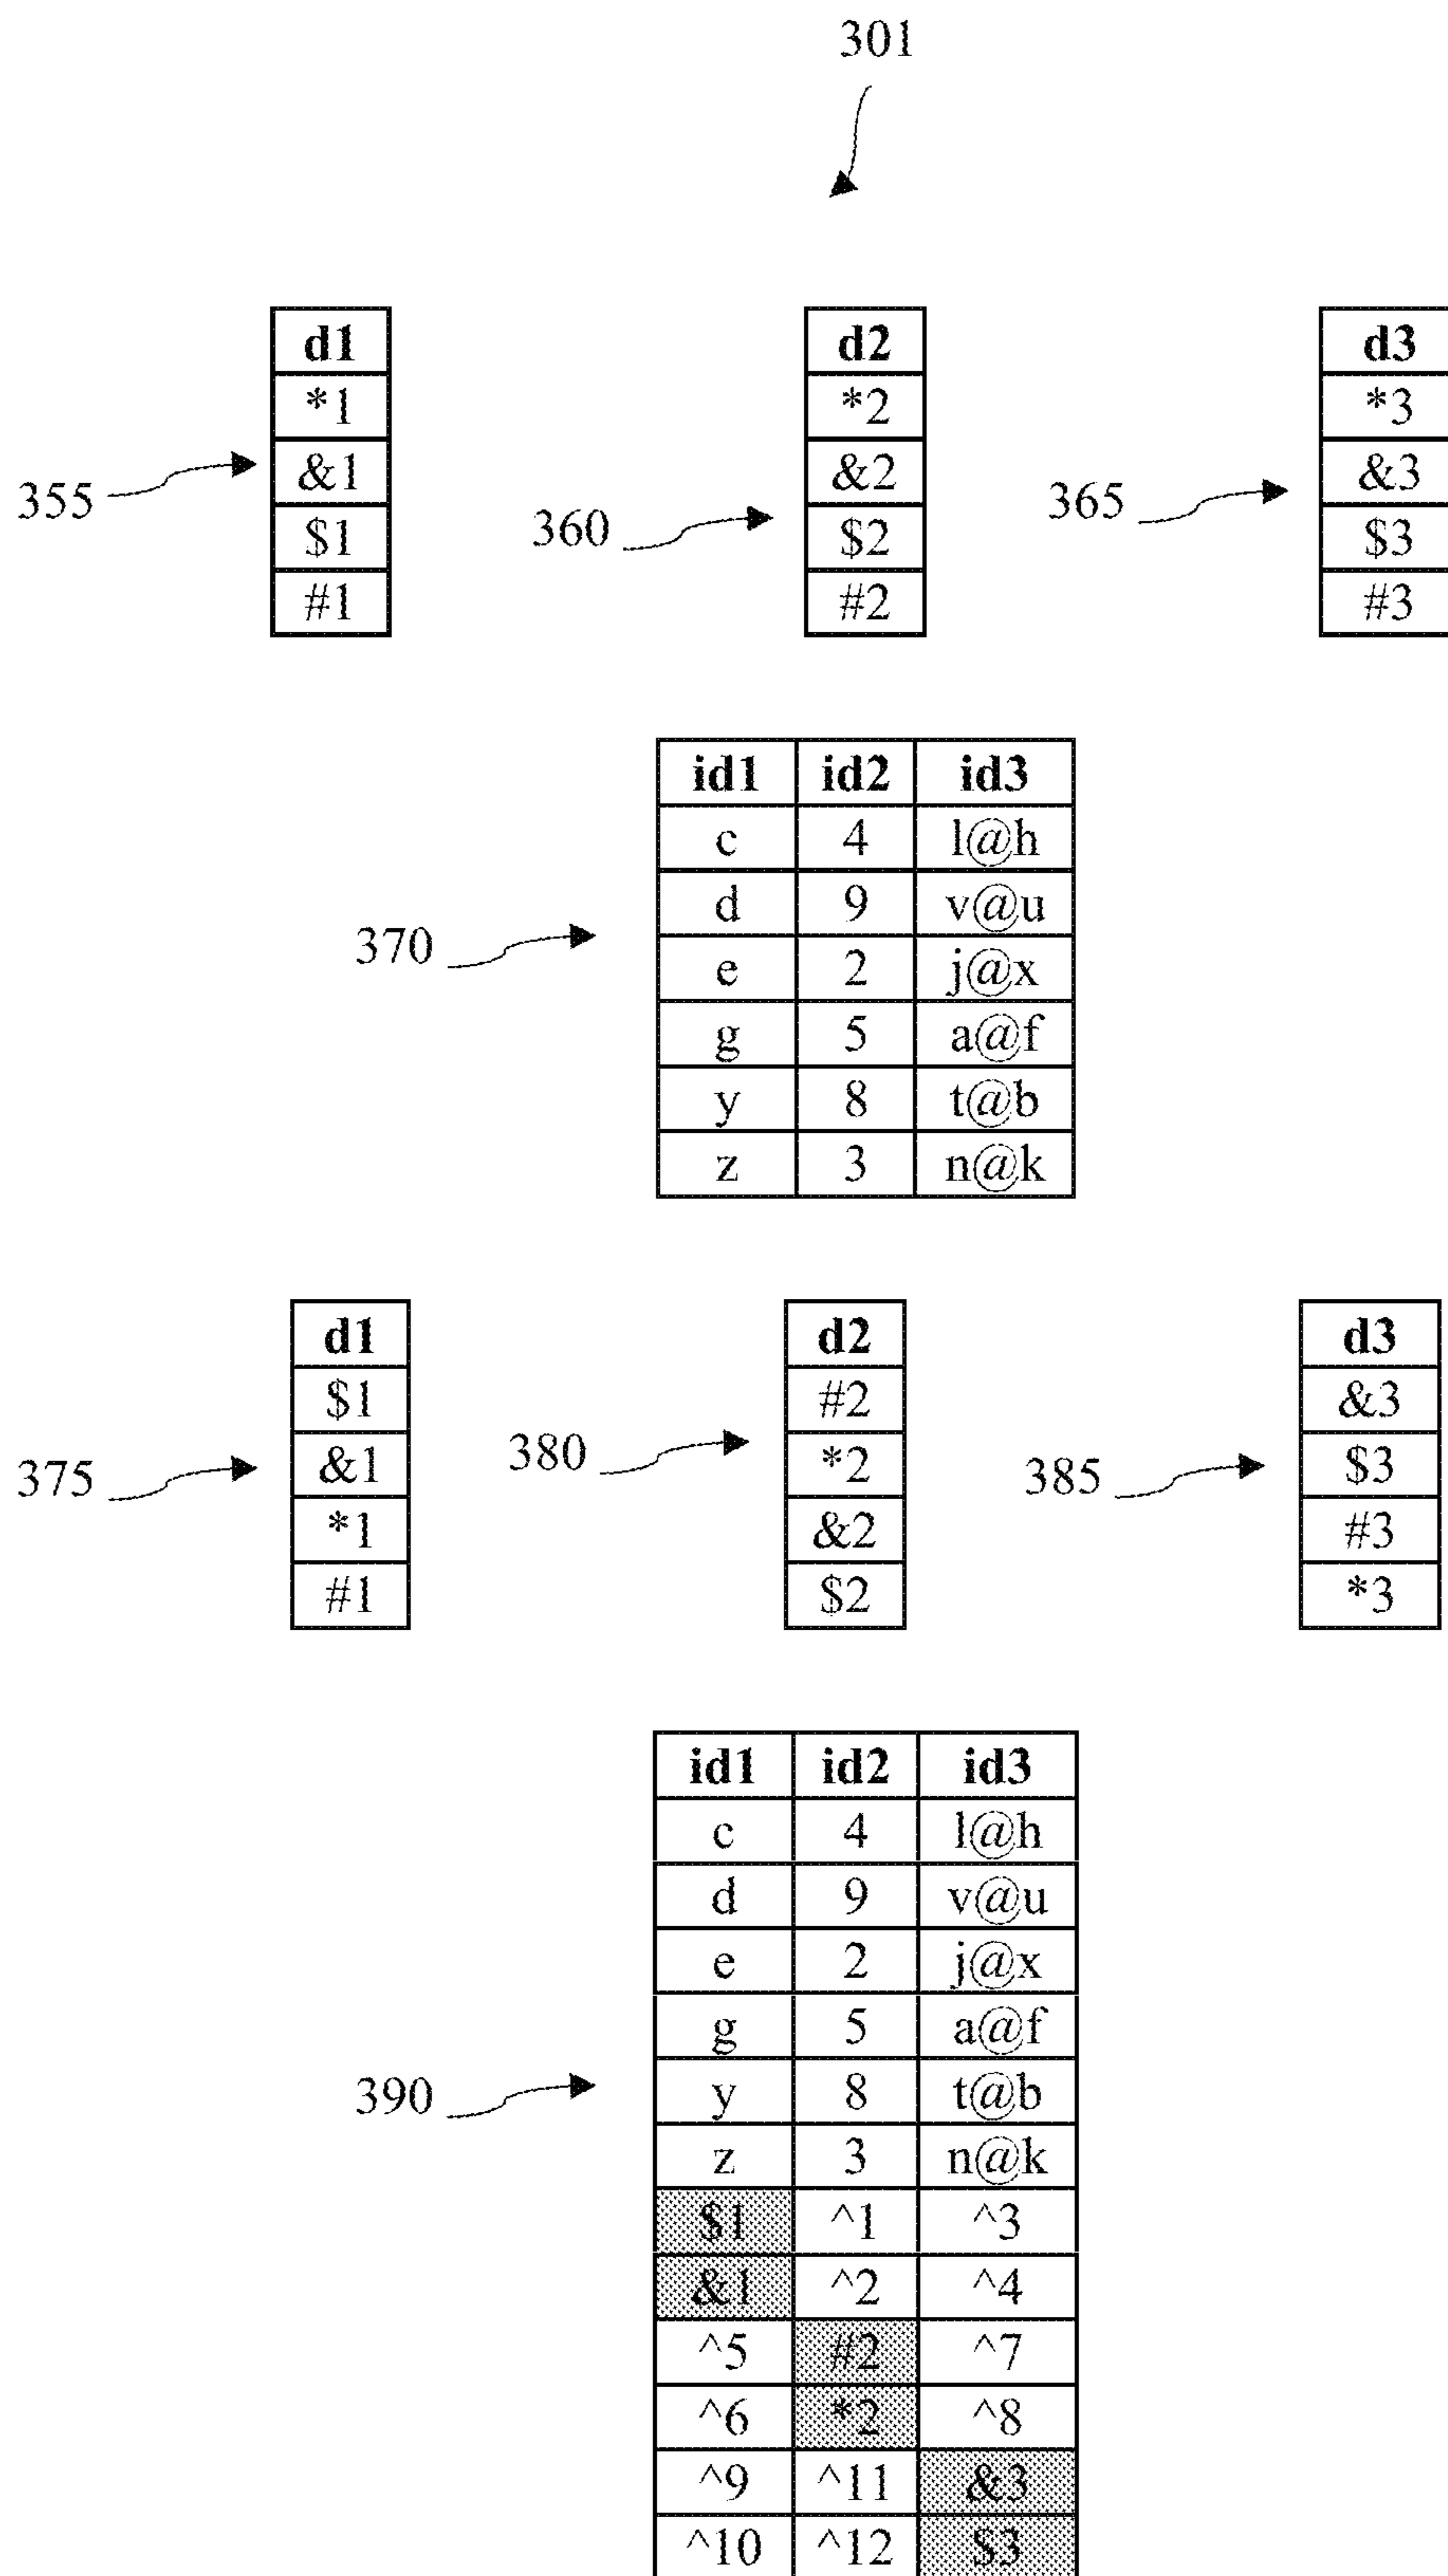 301
d1 d2 d3
*1 *2 *3
&1 &2 &3
355 360 365
$1 $2 $3
#1 #2 #3
id1 id2 id3
c 4 l@h
d 9 v@u
370
e 2 j@x
g 5 a@f
y 8 t@b
z 3 n@k
d1 d2 d3
$1 #2 &3
375 380 385
&1 *2 $3
*1 &2 #3
#1 $2 *3
id1 id2 id3
c 4 l@h
d 9 v@u
e 2 j@x
g 5 a@f
390
y 8 t@b
z 3 n@k
$1 ^1 ^3
&1 ^2 ^4
^5 #2 ^7
^6 *2 ^8
^9 ^11 &3
^10 ^12 $3